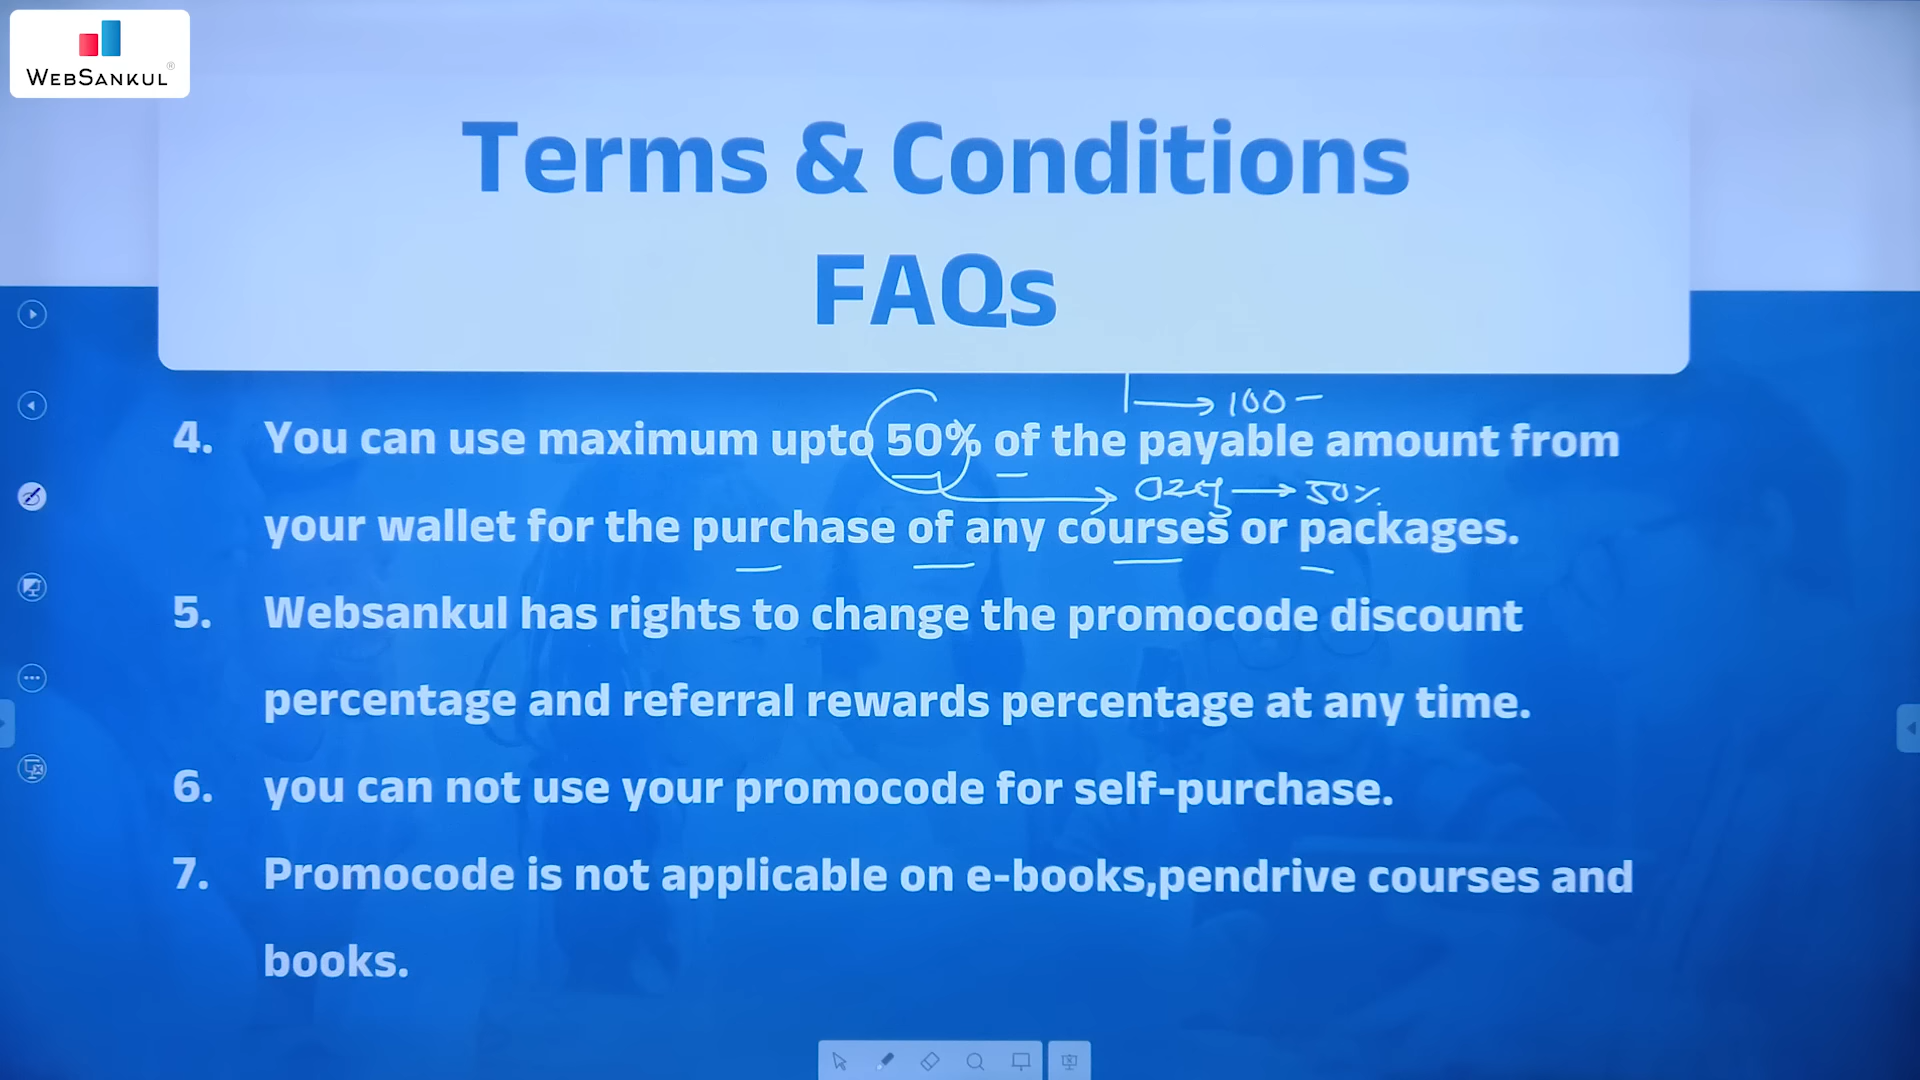 WEBSANKUL®
Terms & Conditions
FAQs
100 -
4. You can use maximum upto 50% of the payable amount from
50%
your wallet for the purchase of any courses or packages.
5. Websankul has rights to change the promocode discount
percentage and referral rewards percentage at any time.
6. you can not use your promocode for self-purchase.
7. Promocode is not applicable on e-books,pendrive courses and
books.